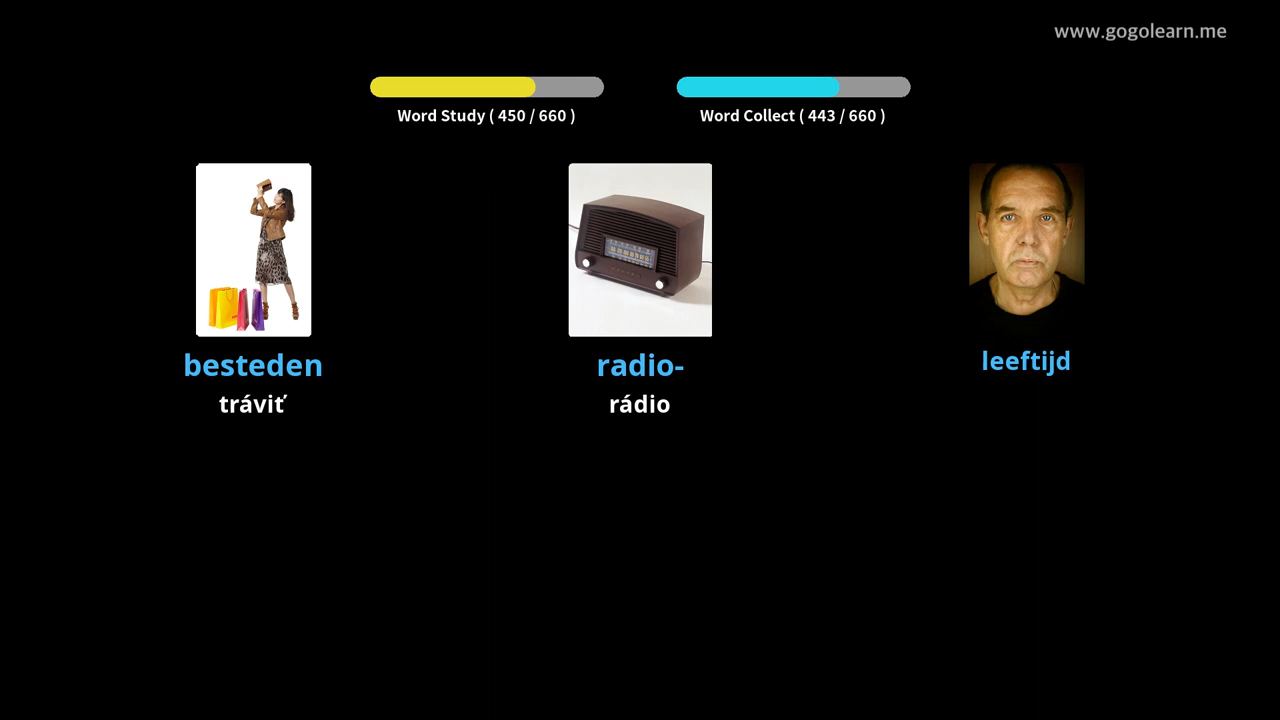 www.gogolearn.me
Word Study ( 450 / 660 )
Word Collect ( 443 / 660 )
besteden
tráviť
radio-
rádio
leeftijd